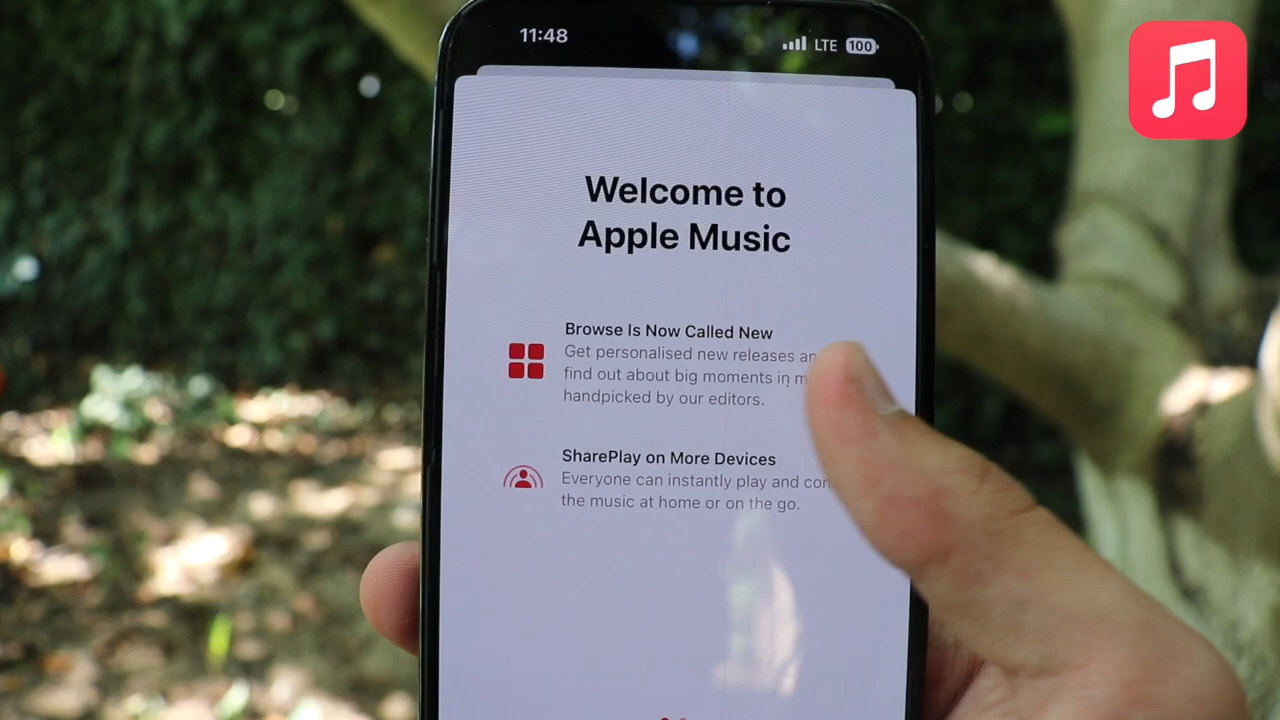 11:48
LTE 100
Welcome to
Apple Music
Browse Is Now Called New
Get personalised new releases
find out about big moments in
handpicked by our editors.
SharePlay on More Devices
Everyone can instantly play and
the music at home or on the go.